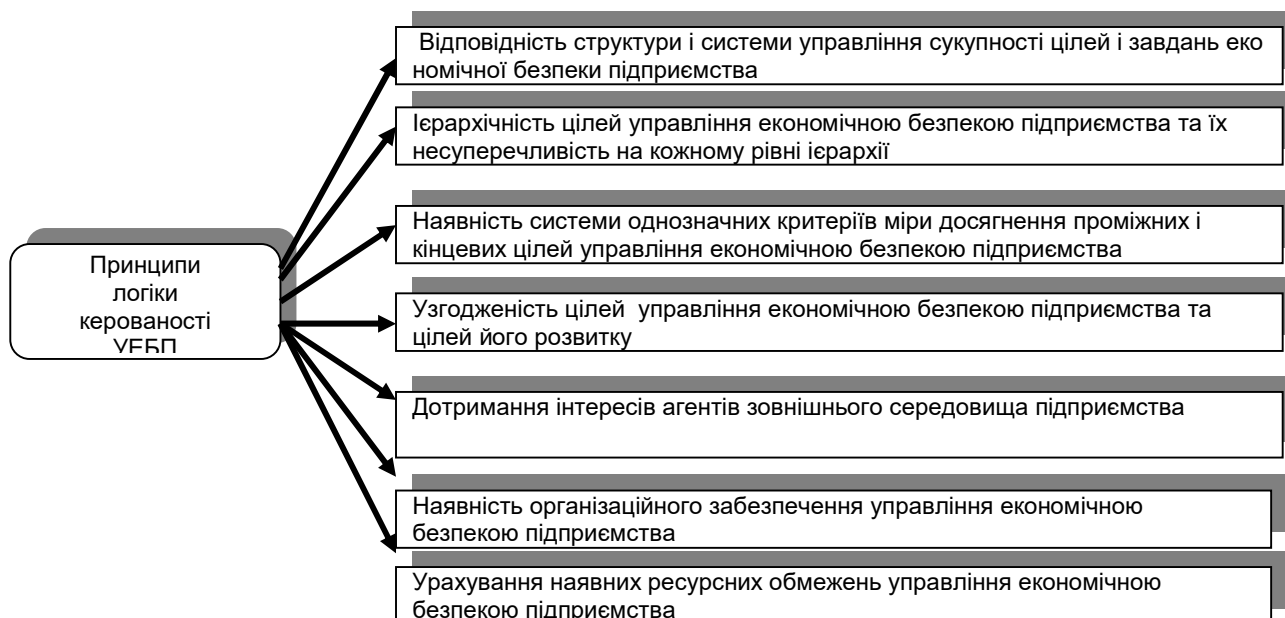 Відповідність структури і системи управління сукупності цілей і завдань еко
номічної безпеки підприємства
Ієрархічність цілей управління економічною безпекою підприємства та їх
несуперечливість на кожному рівні ієрархії
Наявність системи однозначних критеріїв міри досягнення проміжних і
кінцевих цілей управління економічною безпекою підприємства
Принципи
логіки
керованості
УЕБП
Узгодженість цілей управління економічною безпекою підприємства та
цілей його розвитку
Дотримання інтересів агентів зовнішнього середовища підприємства
Наявність організаційного забезпечення управління економічною
безпекою підприємства
Урахування наявних ресурсних обмежень управління економічною
безпекою підприємства